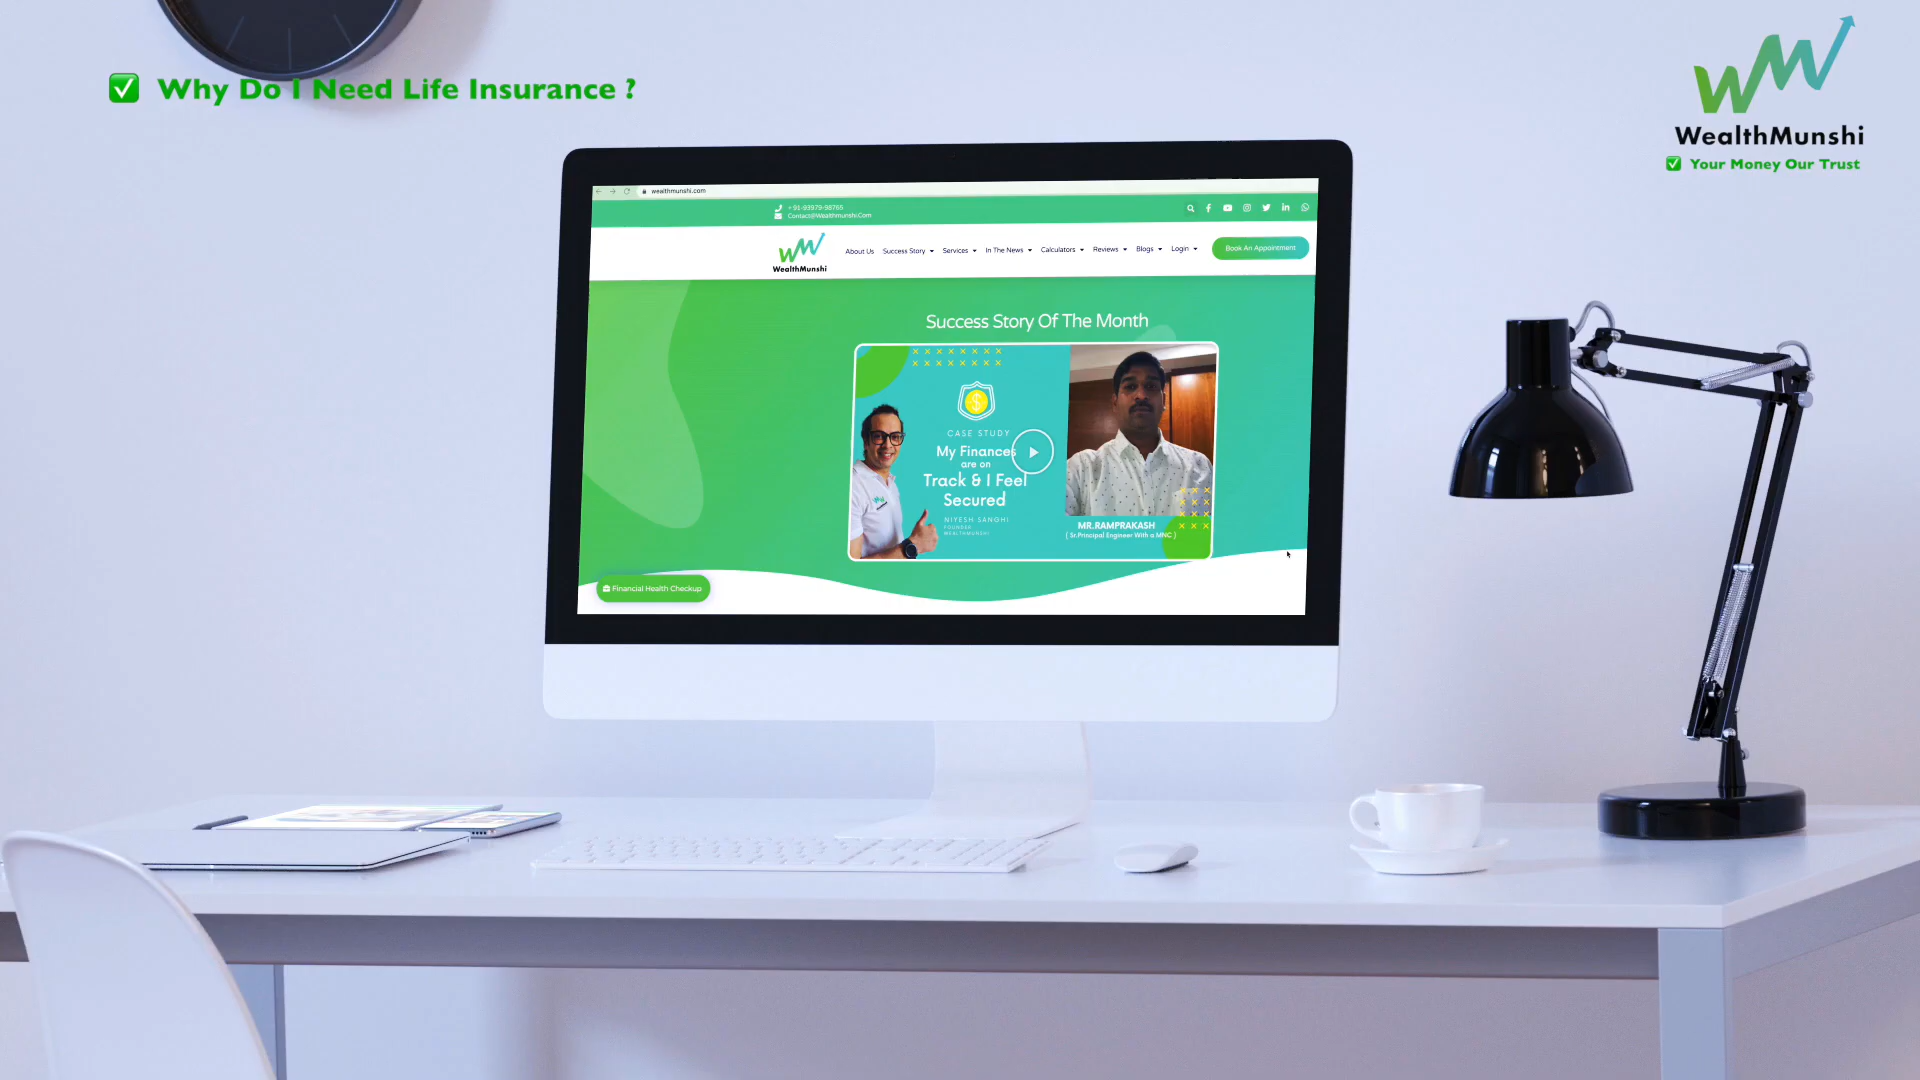 ✅ Why Do I Need Life Insurance ?
WealthMunshi
✅ Your Money Our Trust
wealthmunshi.com
+ 91-93979-98765
Contact@Wealthmunshi.Com
WealthMunshi
About Us Success Story Services In The News Calculators Reviews Blogs Login Book An Appointment
Success Story Of The Month
CASE STUDY
My Finances
are on
Track & I Feel
Secured
NIYESH SANGHI
FOUNDER
WEALTHMUNSHI
MR.RAMPRAKASH
( Sr.Principal Engineer With a MNC )
Financial Health Checkup